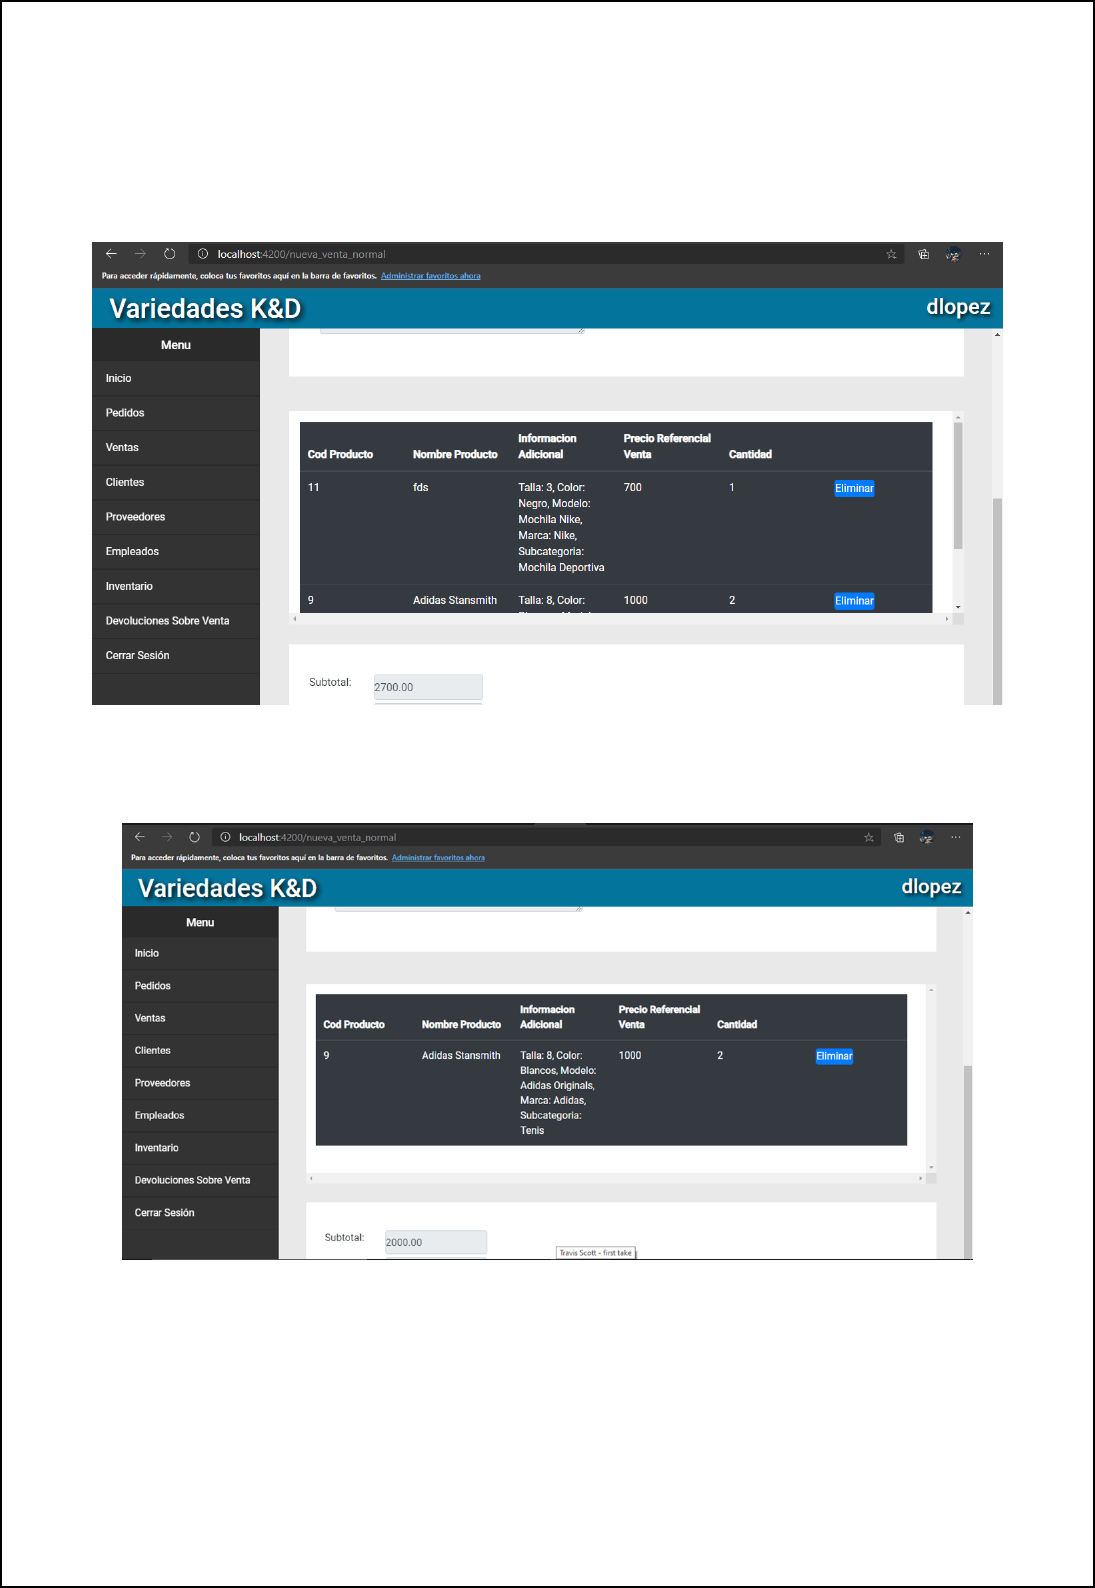 localhost:4200/nueva_venta_normal
Para acceder rápidamente, coloca tus favoritos aquí en la barra de favoritos. Administrar favoritos ahora
Variedades K&D dlopez
Menu
Inicio
Pedidos
Ventas
Clientes
Proveedores
Empleados
Inventario
Devoluciones Sobre Venta
Cerrar Sesión
Cod Producto Nombre Producto Informacion Adicional Precio Referencial Venta Cantidad
11 fds Talla: 3, Color: 700 1 Eliminar
Negro, Modelo:
Mochila Nike,
Marca: Nike,
Subcategoria:
Mochila Deportiva
9 Adidas Stansmith Talla: 8, Color: 1000 2 Eliminar
Subtotal: 2700.00
localhost:4200/nueva_venta_normal
Para acceder rápidamente, coloca tus favoritos aquí en la barra de favoritos. Administrar favoritos ahora
Variedades K&D dlopez
Menu
Inicio
Pedidos
Ventas
Clientes
Proveedores
Empleados
Inventario
Devoluciones Sobre Venta
Cerrar Sesión
Cod Producto Nombre Producto Informacion Adicional Precio Referencial Venta Cantidad
9 Adidas Stansmith Talla: 8, Color: 1000 2 Eliminar
Blancos, Modelo:
Adidas Originals,
Marca: Adidas,
Subcategoria:
Tenis
Subtotal: 2000.00
Travis Scott - first take